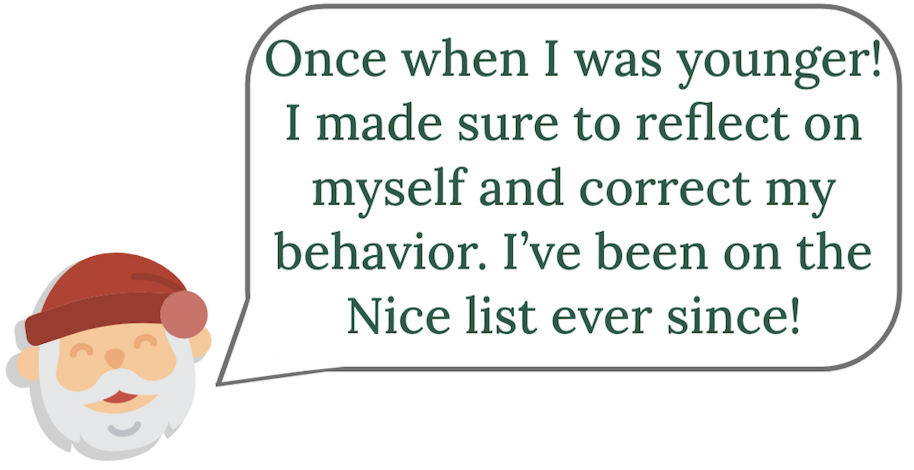 Once when I was younger!
I made sure to reflect on
myself and correct my
behavior. I’ve been on the
Nice list ever since!